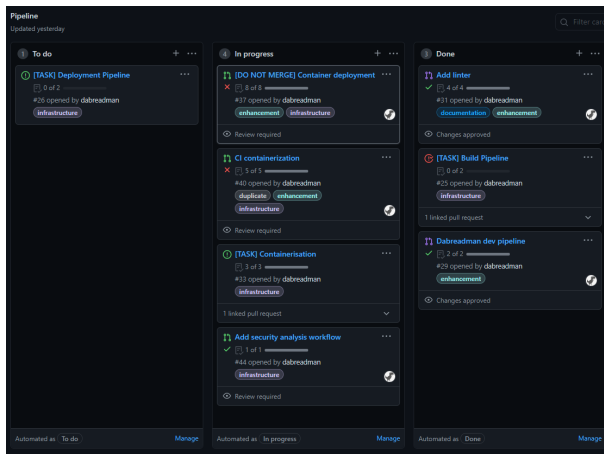 Pipeline
Updated yesterday
Filter car
1 To do
[TASK] Deployment Pipeline
0 of 2
#26 opened by dabreadman
infrastructure
Automated as To do
Manage
4 In progress
[DO NOT MERGE] Container deployment
8 of 8
#37 opened by dabreadman
enhancement infrastructure
Review required
CI containerization
5 of 5
#40 opened by dabreadman
duplicate enhancement
infrastructure
Review required
[TASK] Containerisation
3 of 3
#33 opened by dabreadman
infrastructure
1 linked pull request
Add security analysis workflow
1 of 1
#44 opened by dabreadman
infrastructure
Review required
Automated as In progress
Manage
3 Done
Add linter
4 of 4
#31 opened by dabreadman
documentation enhancement
Changes approved
[TASK] Build Pipeline
0 of 2
#25 opened by dabreadman
infrastructure
1 linked pull request
Dabreadman dev pipeline
2 of 2
#29 opened by dabreadman
enhancement
Changes approved
Automated as Done
Manage